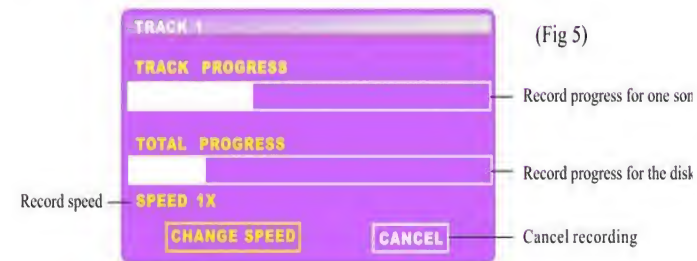 TRACK 1
(Fig 5)
TRACK PROGRESS
Record progress for one son
TOTAL PROGRESS
Record progress for the disk
Record speed
SPEED 1X
CHANGE SPEED
CANCEL
Cancel recording